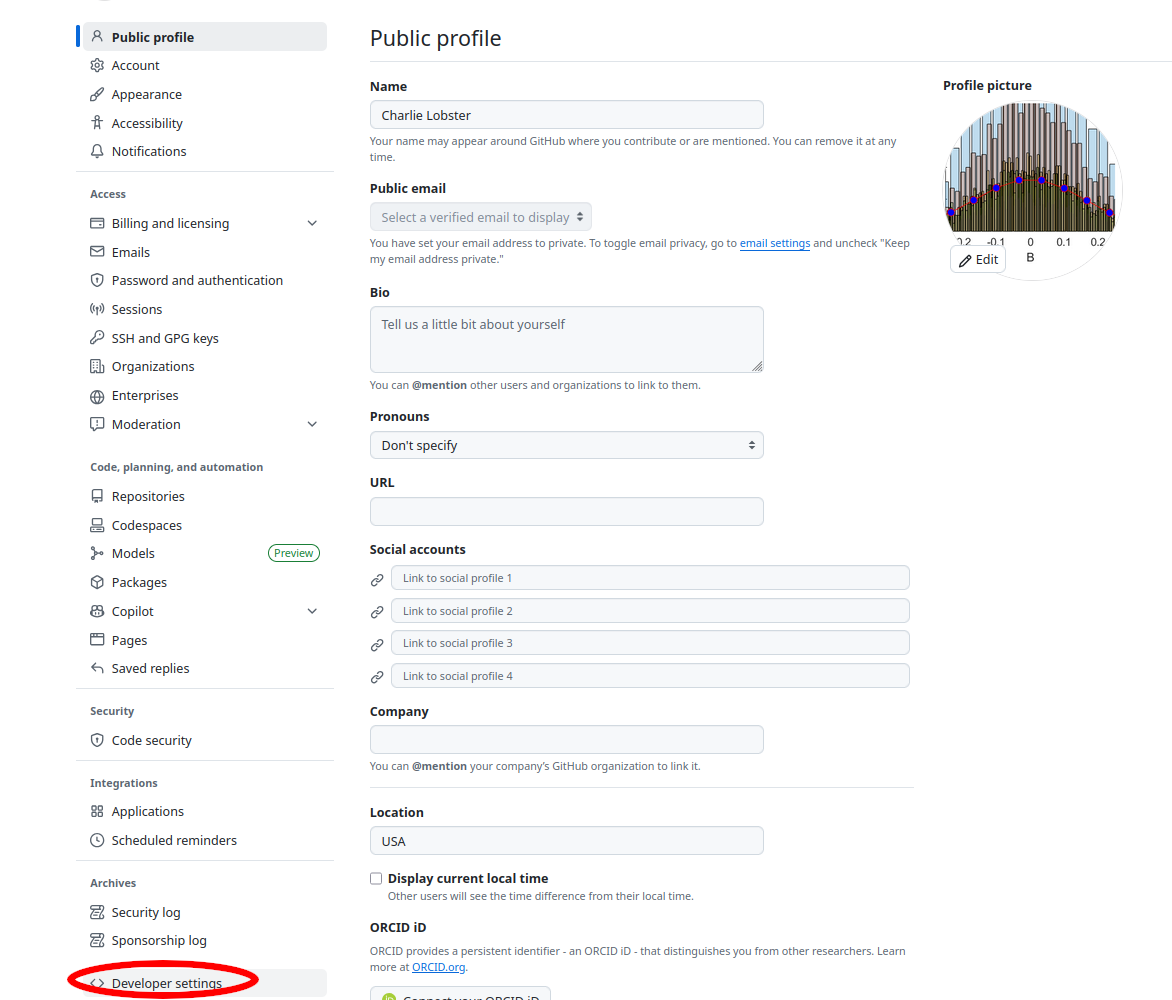 Public profile
Account
Appearance
Accessibility
Notifications
Access
Billing and licensing
Emails
Password and authentication
Sessions
SSH and GPG keys
Organizations
Enterprises
Moderation
Code, planning, and automation
Repositories
Codespaces
Models Preview
Packages
Copilot
Pages
Saved replies
Security
Code security
Integrations
Applications
Scheduled reminders
Archives
Security log
Sponsorship log
Developer settings
Public profile
Name
Charlie Lobster
Your name may appear around GitHub where you contribute or are mentioned. You can remove it at any
time.
Public email
Select a verified email to display
You have set your email address to private. To toggle email privacy, go to email settings and uncheck "Keep
my email address private."
Bio
Tell us a little bit about yourself
You can @mention other users and organizations to link to them.
Pronouns
Don't specify
URL
Social accounts
Link to social profile 1
Link to social profile 2
Link to social profile 3
Link to social profile 4
Company
You can @mention your company's GitHub organization to link it.
Location
USA
Display current local time
Other users will see the time difference from their local time.
ORCID iD
ORCID provides a persistent identifier - an ORCID iD - that distinguishes you from other researchers. Learn
more at ORCID.org.
Connect your ORCID iD
Profile picture
0.2 -0.1 0 0.1 0.2
B
Edit